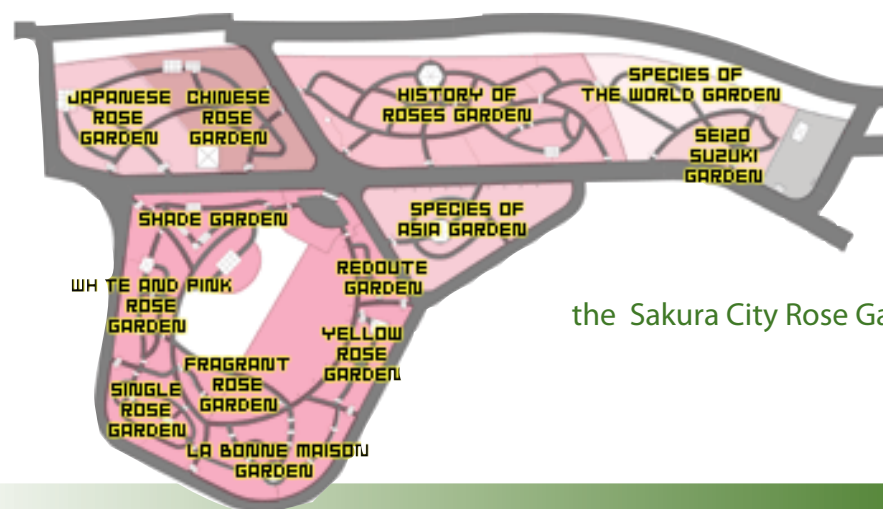 JAPANESE
ROSE
GARDEN
CHINESE
ROSE
GARDEN
HISTORY OF
ROSES GARDEN
SPECIES OF
THE WORLD GARDEN
SEIZO
SUZUKI
GARDEN
SHADE GARDEN
SPECIES OF
ASIA GARDEN
WH TE AND PINK
ROSE
GARDEN
REDOUTE
GARDEN
the Sakura City Rose Ga
YELLOW
ROSE
GARDEN
FRAGRANT
ROSE
GARDEN
SINGLE
ROSE
GARDEN
LA BONNE MAISON
GARDEN